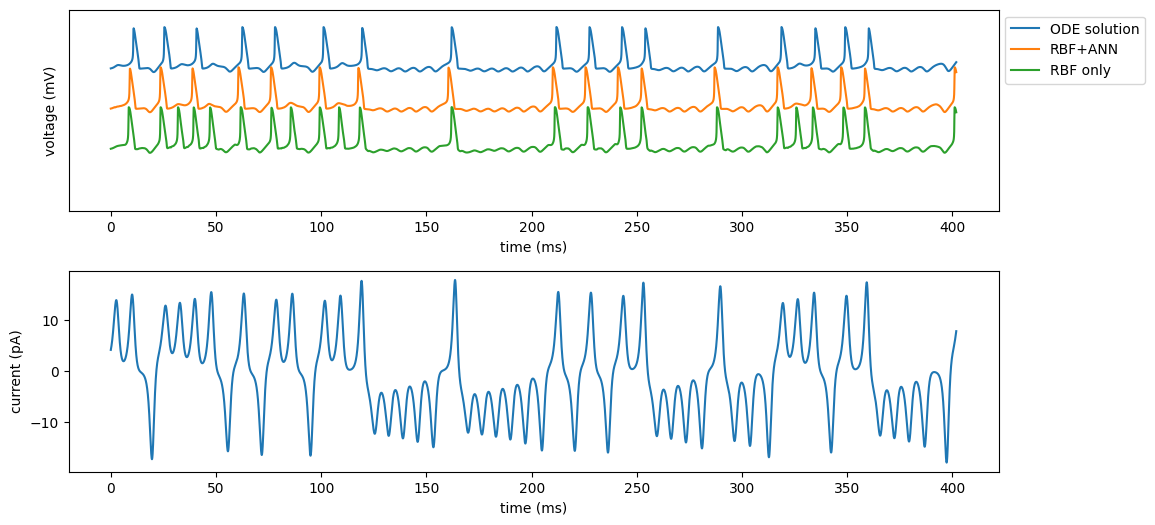 voltage (mV)
ODE solution
RBF+ANN
RBF only
0 50 100 150 200 250 300 350 400
time (ms)
current (pA)
10
0
−10
0 50 100 150 200 250 300 350 400
time (ms)